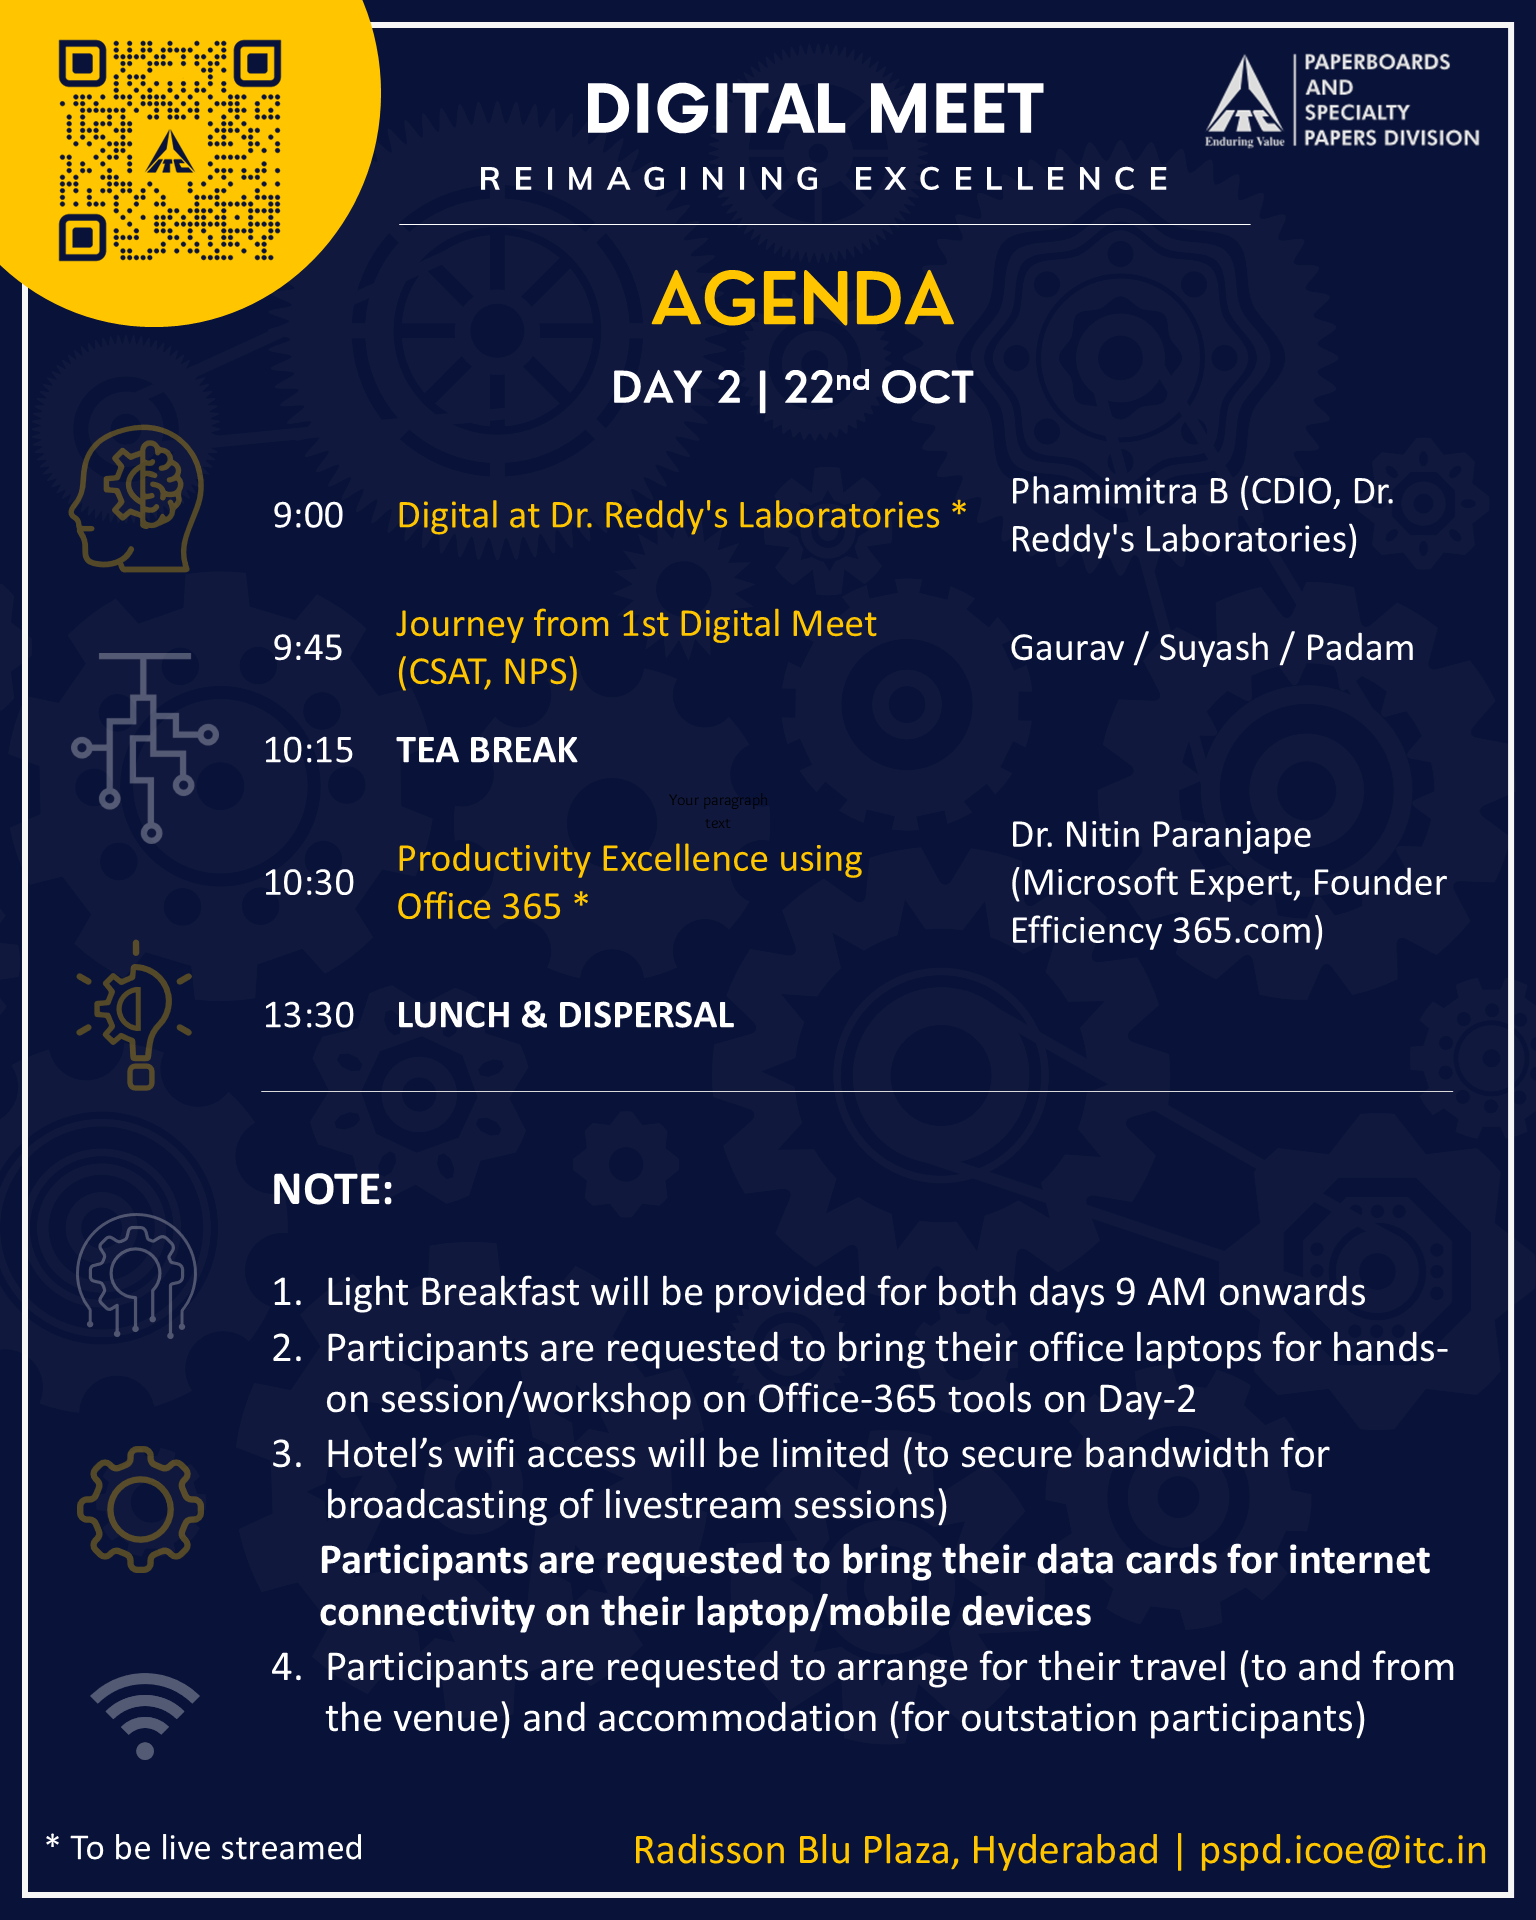 DIGITAL MEET
REIMAGINING EXCELLENCE
ITC
Enduring Value
PAPERBOARDS
AND
SPECIALTY
PAPERS DIVISION
ITC
AGENDA
DAY 2 | 22nd OCT
9:00
Digital at Dr. Reddy's Laboratories *
Phamimitra B (CDIO, Dr.
Reddy's Laboratories)
9:45
Journey from 1st Digital Meet
(CSAT, NPS)
Gaurav / Suyash / Padam
10:15
TEA BREAK
Your paragraph
text
10:30
Productivity Excellence using
Office 365 *
Dr. Nitin Paranjape
(Microsoft Expert, Founder
Efficiency 365.com)
13:30
LUNCH & DISPERSAL
NOTE:
1. Light Breakfast will be provided for both days 9 AM onwards
2. Participants are requested to bring their office laptops for hands-
on session/workshop on Office-365 tools on Day-2
3. Hotel’s wifi access will be limited (to secure bandwidth for
broadcasting of livestream sessions)
Participants are requested to bring their data cards for internet
connectivity on their laptop/mobile devices
4. Participants are requested to arrange for their travel (to and from
the venue) and accommodation (for outstation participants)
* To be live streamed
Radisson Blu Plaza, Hyderabad | pspd.icoe@itc.in